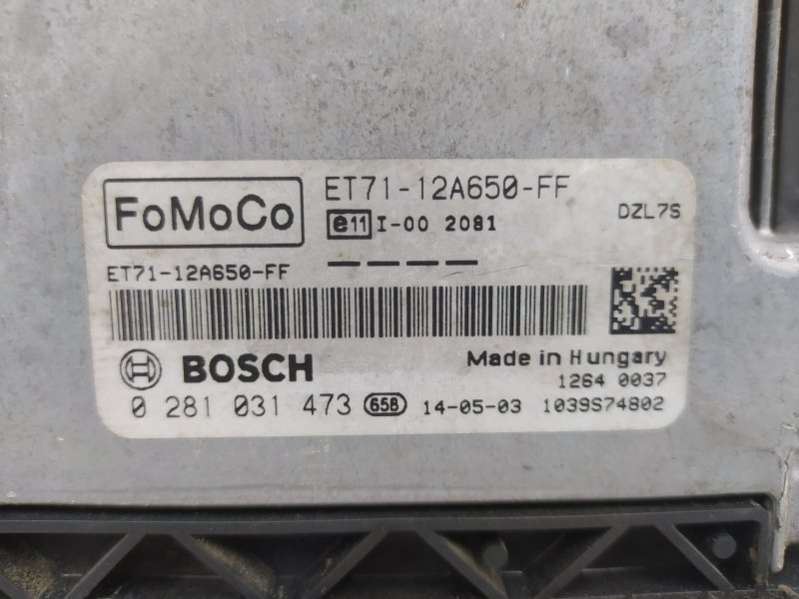 FoMoCo
ET71-12A650-FF
e11 I-00 2081
DZL7S
ET71-12A650-FF
BOSCH
Made in Hungary
1264 0037
0 281 031 473 658 14-05-03 1039S74802